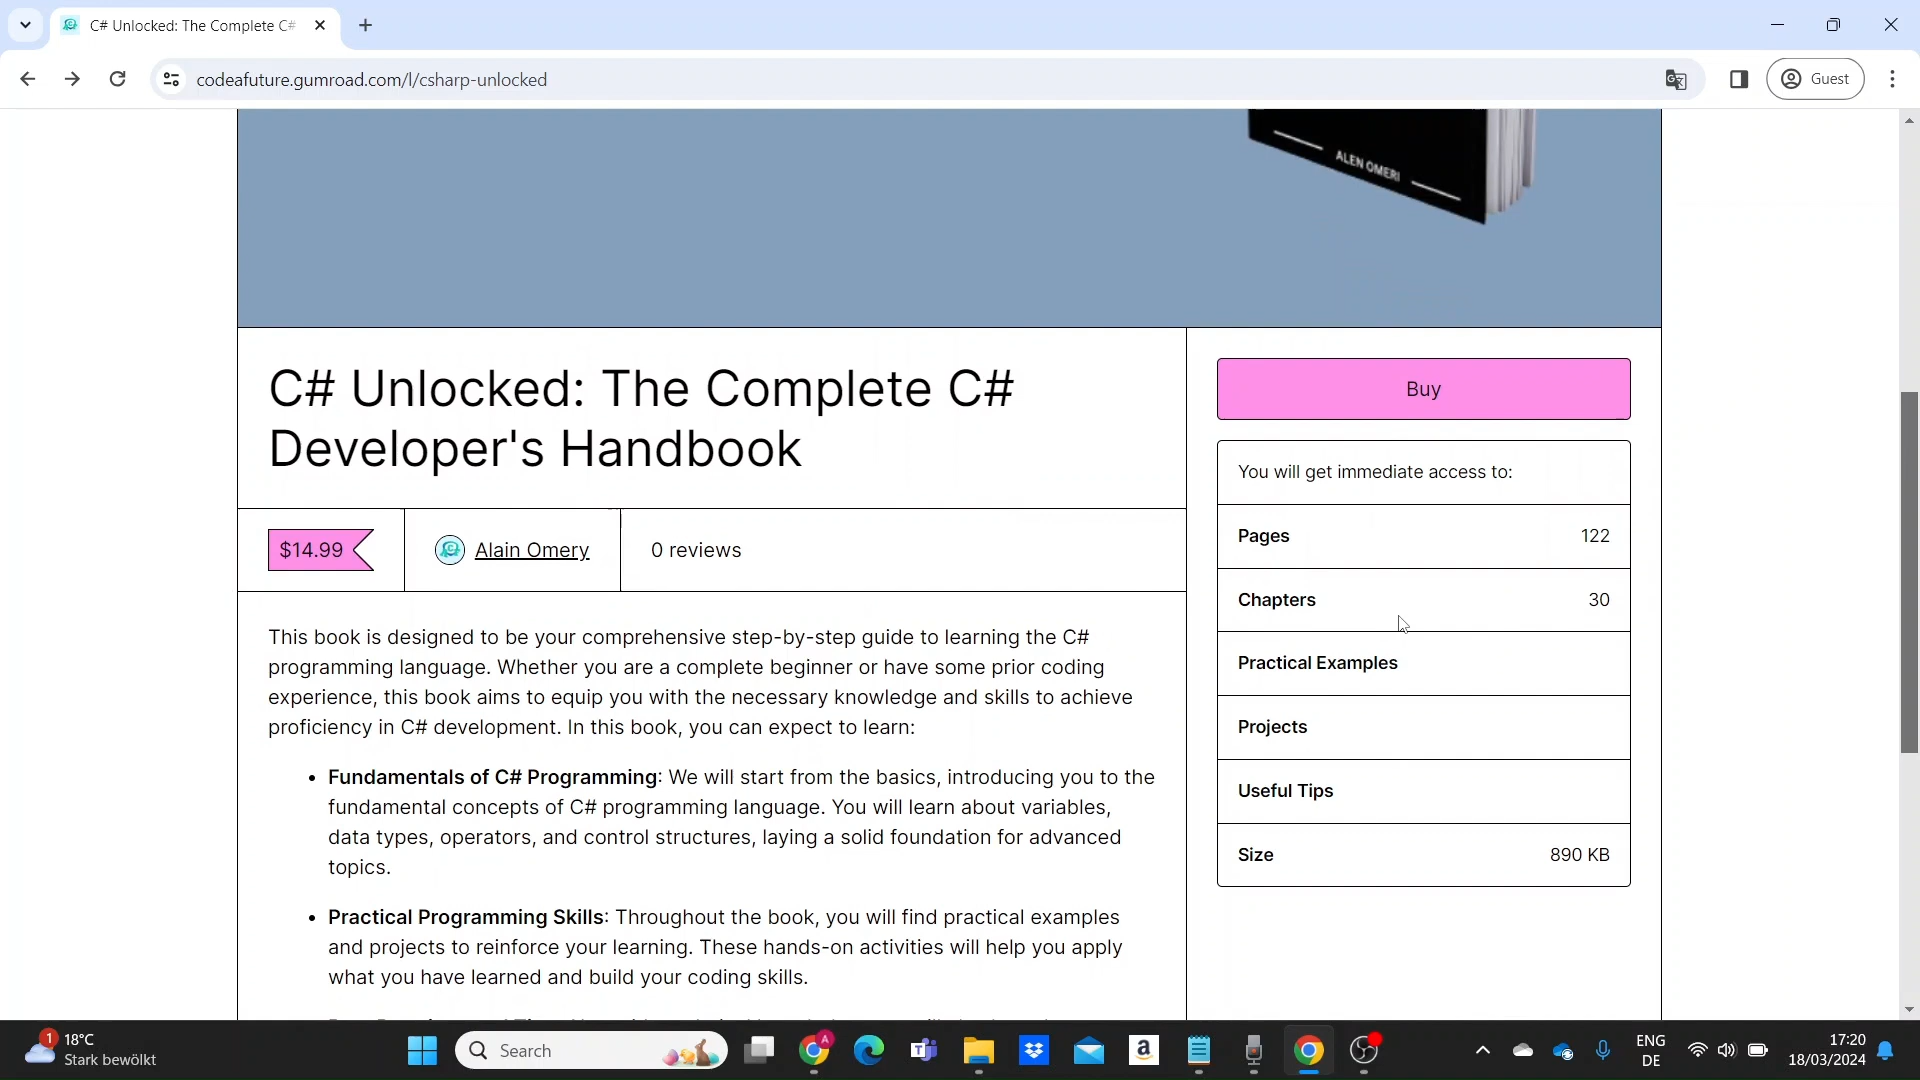 C# Unlocked: The Complete C#
codeafuture.gumroad.com/l/csharp-unlocked
Guest
ALEN OMERI
C# Unlocked: The Complete C#
Developer's Handbook
$14.99
Alain Omery
0 reviews
This book is designed to be your comprehensive step-by-step guide to learning the C#
programming language. Whether you are a complete beginner or have some prior coding
experience, this book aims to equip you with the necessary knowledge and skills to achieve
proficiency in C# development. In this book, you can expect to learn:
• Fundamentals of C# Programming: We will start from the basics, introducing you to the
fundamental concepts of C# programming language. You will learn about variables,
data types, operators, and control structures, laying a solid foundation for advanced
topics.
• Practical Programming Skills: Throughout the book, you will find practical examples
and projects to reinforce your learning. These hands-on activities will help you apply
what you have learned and build your coding skills.
Buy
You will get immediate access to:
Pages 122
Chapters 30
Practical Examples
Projects
Useful Tips
Size 890 KB
1
18°C
Stark bewölkt
Search
A
a
ENG
DE
17:20
18/03/2024